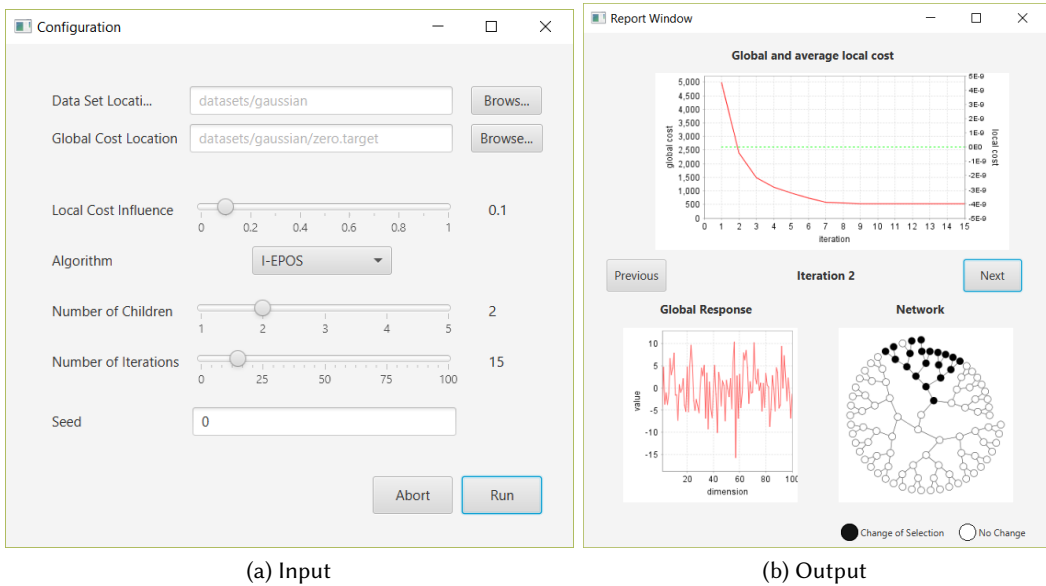 Configuration
Data Set Locati...
datasets/gaussian
Brows...
Global Cost Location
datasets/gaussian/zero.target
Browse...
Local Cost Influence
0 0.2 0.4 0.6 0.8 1
0.1
Algorithm
I-EPOS
Number of Children
1 2 3 4 5
2
Number of Iterations
0 25 50 75 100
15
Seed
0
Abort
Run
(a) Input
Report Window
Global and average local cost
global cost
5,000
4,500
4,000
3,500
3,000
2,500
2,000
1,500
1,000
500
0
5E-9
4E-9
3E-9
2E-9
1E-9
0E0
-1E-9
-2E-9
-3E-9
-4E-9
-5E-9
local cost
0 1 2 3 4 5 6 7 8 9 10 11 12 13 14 15
iteration
Previous
Iteration 2
Next
Global Response
value
10
5
0
-5
-10
-15
20 40 60 80 100
dimension
Network
Change of Selection
No Change
(b) Output